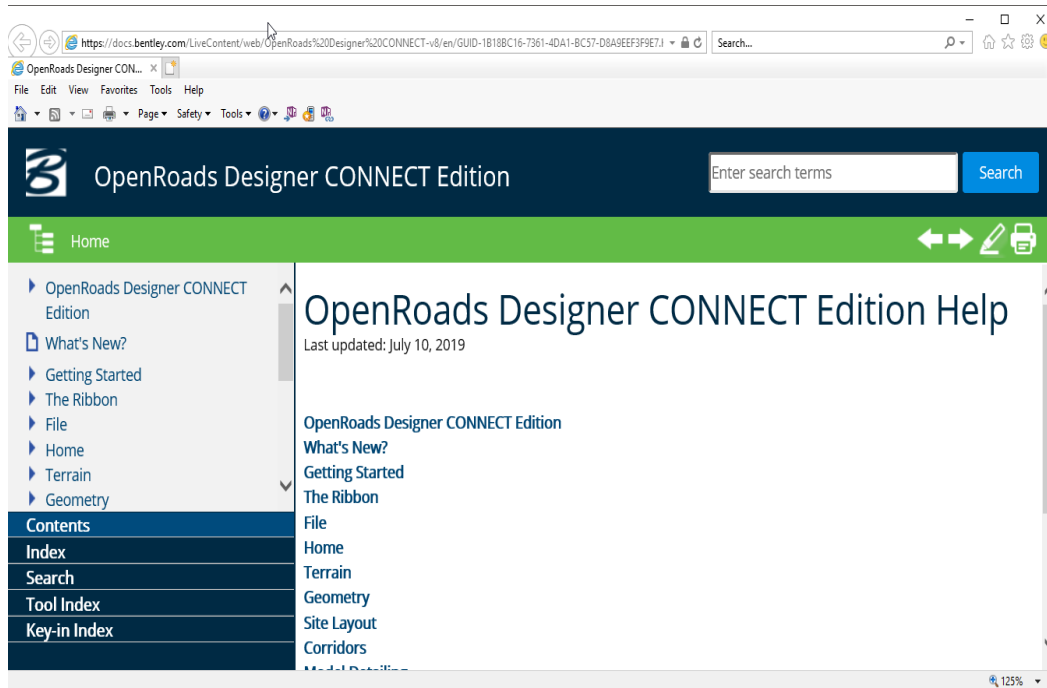 https://docs.bentley.com/LiveContent/web/OpenRoads%20Designer%20CONNECT-v8/en/GUID-1B18BC16-7361-4DA1-BC57-D8A9EEF3F9E7.
Search...
OpenRoads Designer CON...
File Edit View Favorites Tools Help
Page Safety Tools
OpenRoads Designer CONNECT Edition
Enter search terms
Search
Home
OpenRoads Designer CONNECT
Edition
What's New?
Getting Started
The Ribbon
File
Home
Terrain
Geometry
Contents
Index
Search
Tool Index
Key-in Index
OpenRoads Designer CONNECT Edition Help
Last updated: July 10, 2019
OpenRoads Designer CONNECT Edition
What's New?
Getting Started
The Ribbon
File
Home
Terrain
Geometry
Site Layout
Corridors
Model Detailing
125%